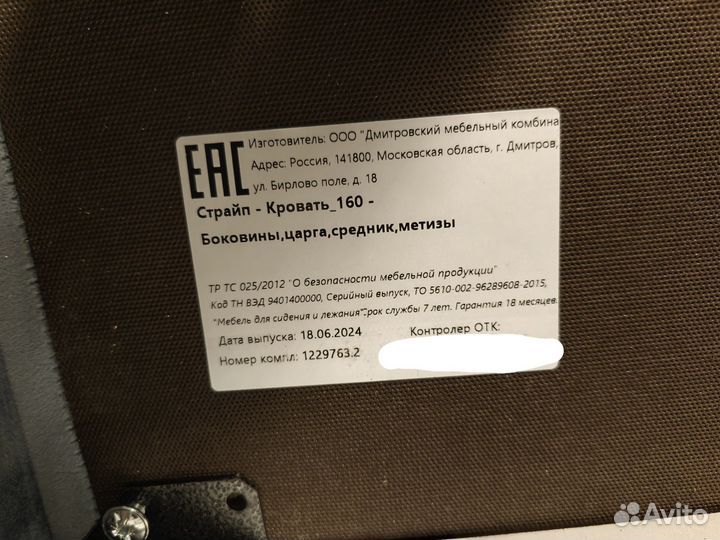 EAC
Изготовитель: ООО "Дмитровский мебельный комбина
Адрес: Россия, 141800, Московская область, г. Дмитров,
ул. Бирлово поле, д. 18
Страйп - Кровать_160 -
Боковины,царга,средник,метизы
ТР ТС 025/2012 "О безопасности мебельной продукции"
Код ТН ВЭД 9401400000, Серийный выпуск, ТО 5610-002-96289608-2015,
"Мебель для сидения и лежания"Срок службы 7 лет. Гарантия 18 месяцев.
Дата выпуска: 18.06.2024 Контролер ОТК:
Номер компл: 1229763.2
Avito